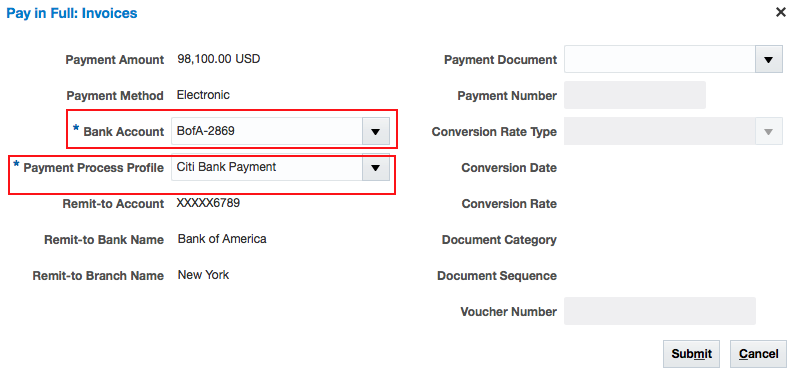 Pay in Full: Invoices
Payment Amount 98,100.00 USD
Payment Method Electronic
* Bank Account BofA-2869
* Payment Process Profile Citi Bank Payment
Remit-to Account XXXXX6789
Remit-to Bank Name Bank of America
Remit-to Branch Name New York
Payment Document
Payment Number
Conversion Rate Type
Conversion Date
Conversion Rate
Document Category
Document Sequence
Voucher Number
Submit Cancel